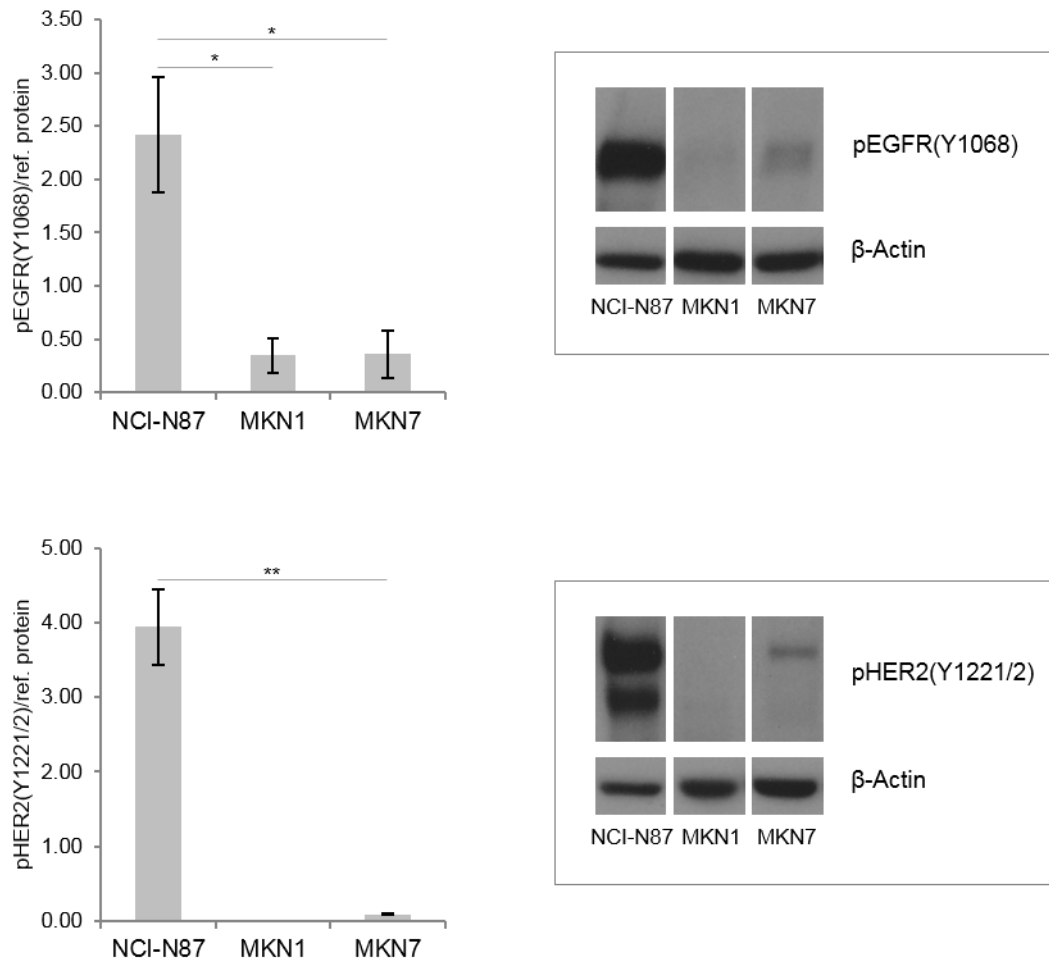 pEGFR(Y1068)/ref. protein
3.50
3.00
2.50
2.00
1.50
1.00
0.50
0.00
*
*
NCI-N87 MKN1 MKN7
pEGFR(Y1068)
β-Actin
NCI-N87 MKN1 MKN7
pHER2(Y1221/2)/ref. protein
5.00
4.00
3.00
2.00
1.00
0.00
**
NCI-N87 MKN1 MKN7
pHER2(Y1221/2)
β-Actin
NCI-N87 MKN1 MKN7